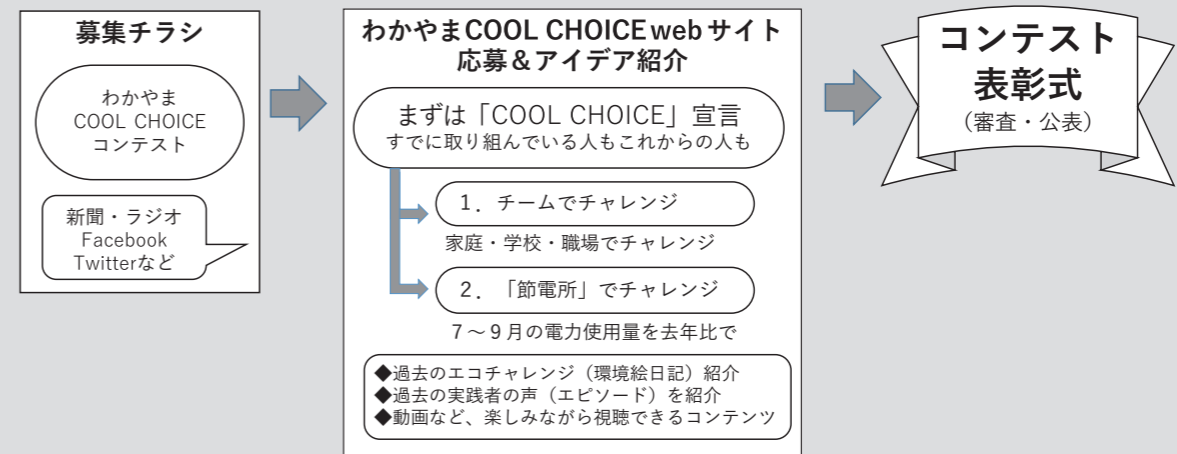 募集チラシ
わかやま
COOL CHOICE
コンテスト
新聞・ラジオ
Facebook
Twitterなど
わかやまCOOL CHOICE web サイト
応募＆アイデア紹介
まずは「COOL CHOICE」宣言
すでに取り組んでいる人もこれからの人も
１．チームでチャレンジ
家庭・学校・職場でチャレンジ
２．「節電所」でチャレンジ
７～９月の電力使用量を去年比で
◆過去のエコチャレンジ（環境絵日記）紹介
◆過去の実践者の声（エピソード）を紹介
◆動画など、楽しみながら視聴できるコンテンツ
コンテスト
表彰式
（審査・公表）